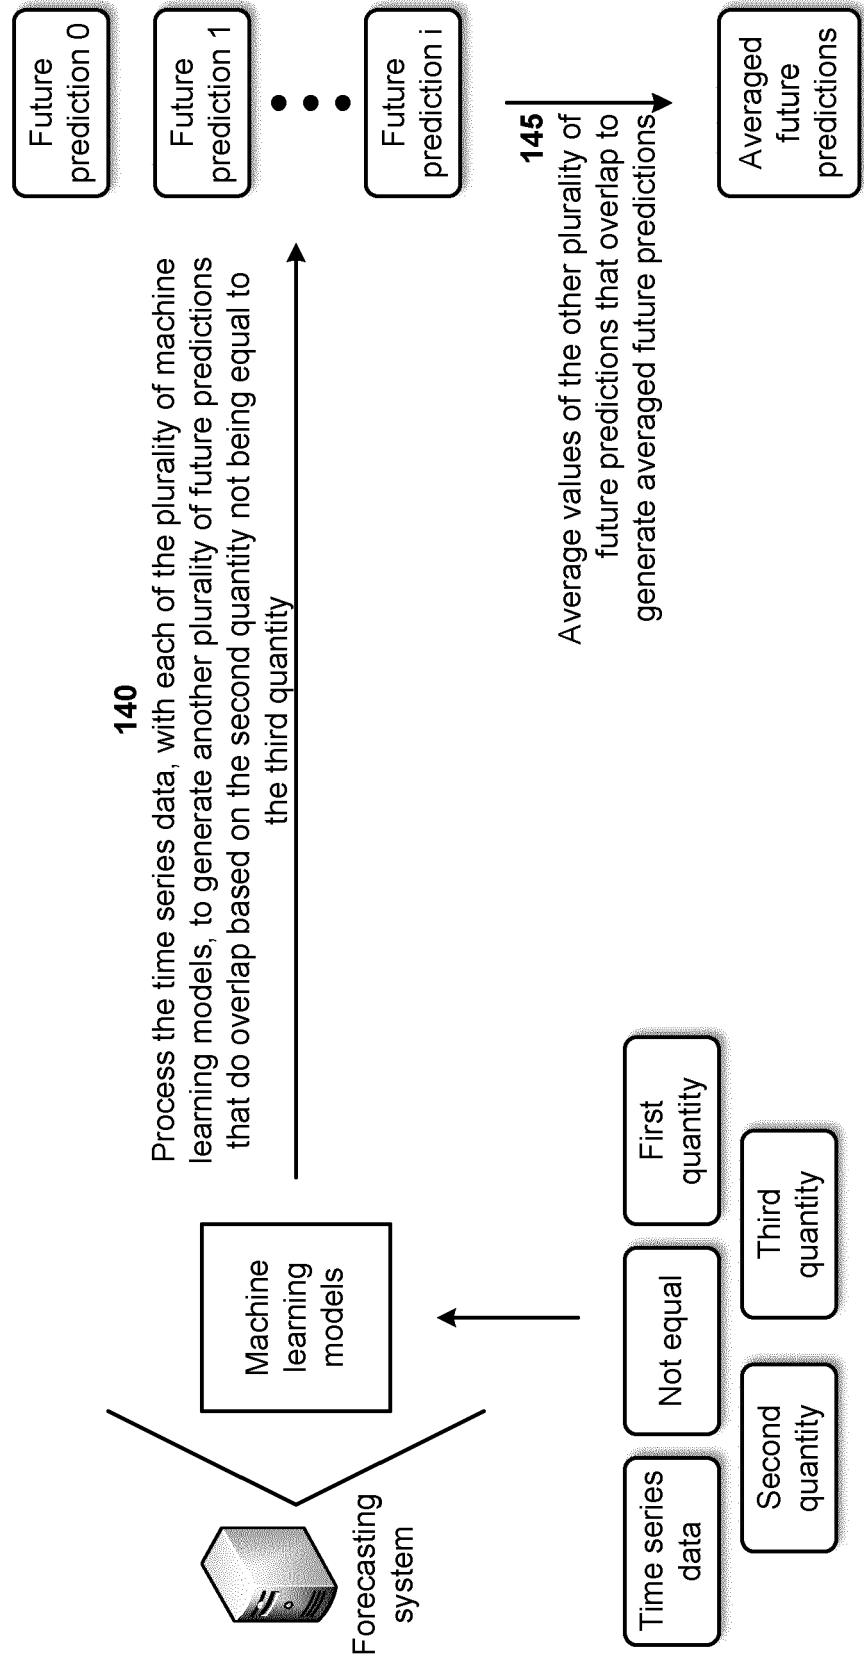 Forecasting
system
Machine
learning
models
140
Process the time series data, with each of the plurality of machine
learning models, to generate another plurality of future predictions
that do overlap based on the second quantity not being equal to
the third quantity
Future
prediction 0
Future
prediction 1
Future
prediction i
Time series
data
Not equal
First
quantity
Second
quantity
Third
quantity
145
Average values of the other plurality of
future predictions that overlap to
generate averaged future predictions
Averaged
future
predictions